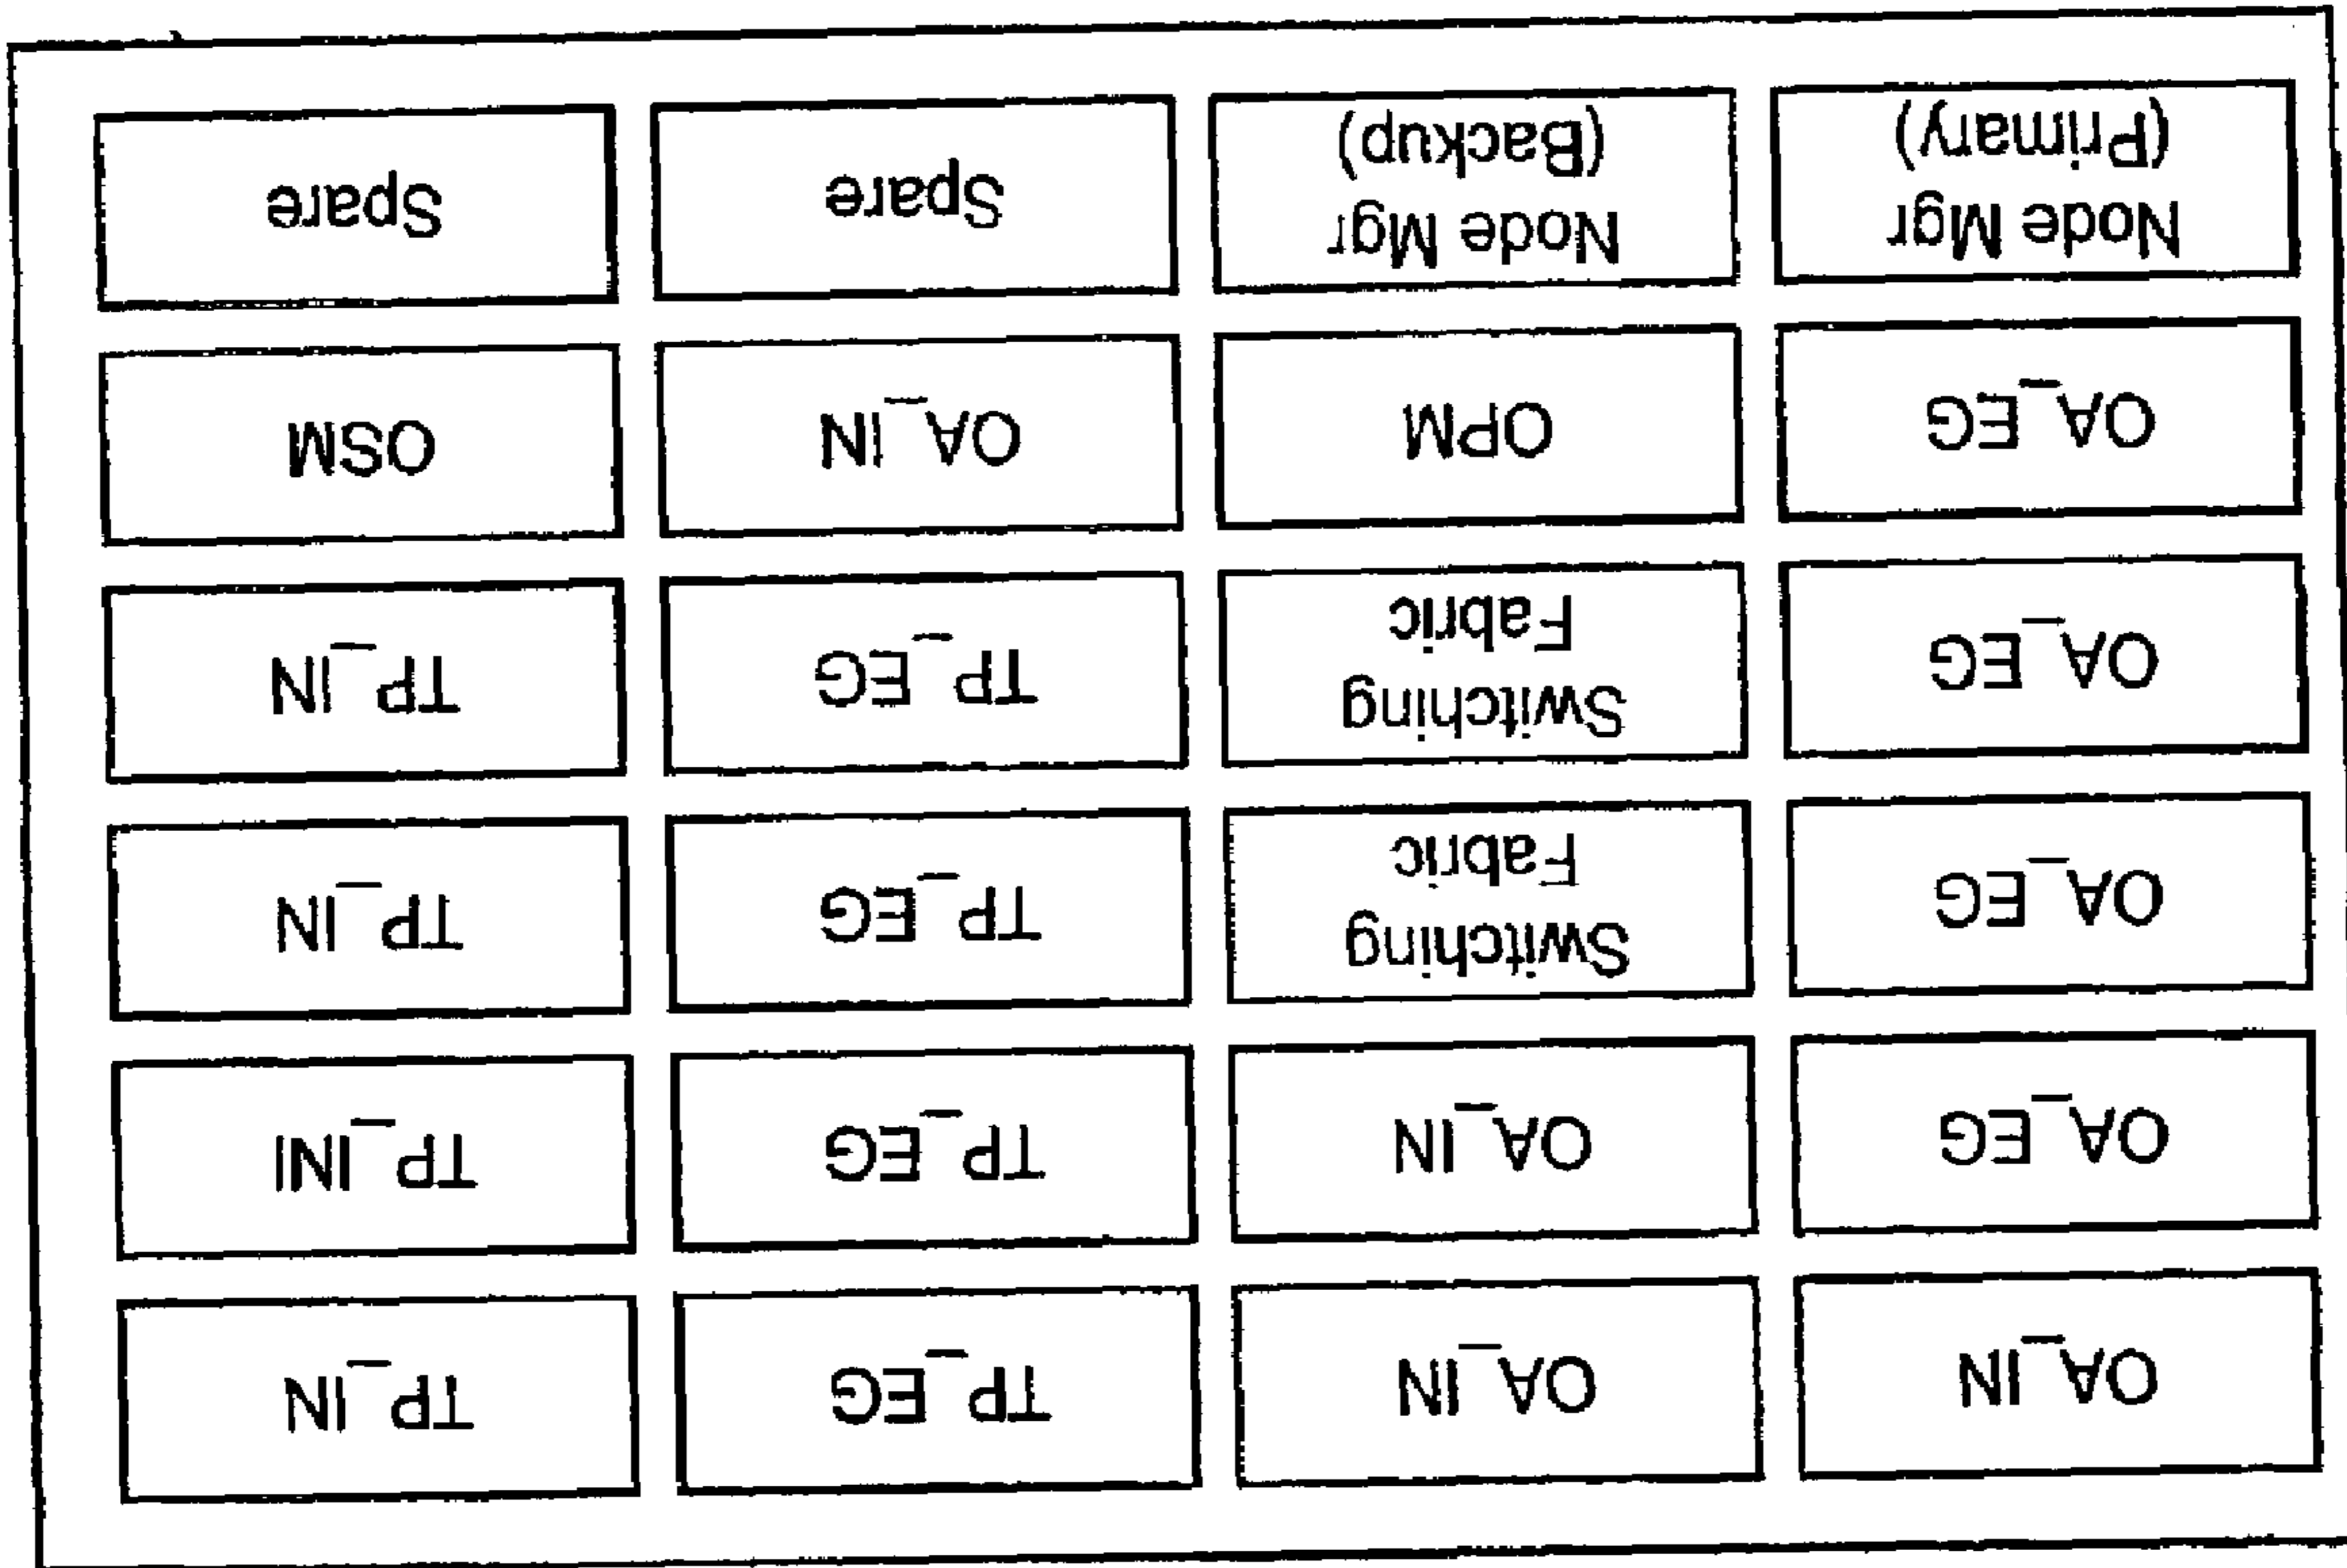 OA_IN
OA_IN
TP_EG
TP_IN
OA_EG
OA_IN
TP_EG
TP_INI
OA_EG
Switching
Fabric
TP_EG
TP_IN
OA_EG
Switching
Fabric
TP_EG
TP_IN
OA_EG
OPM
OA_IN
OSM
Node Mgr
(Primary)
Node Mgr
(Backup)
Spare
Spare